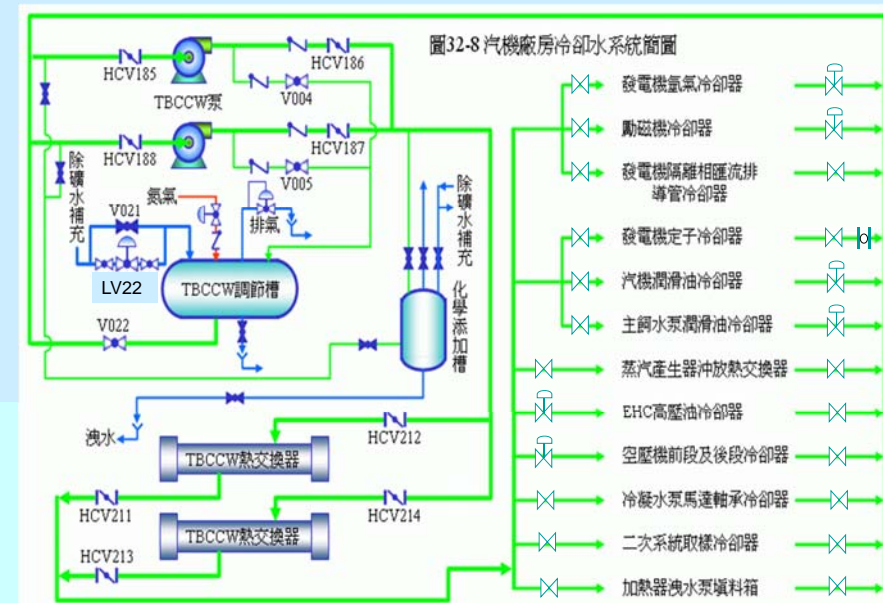 圖32-8 汽機廠房冷卻水系統簡圖
HCV185
HCV186
TBCCW泵
V004
HCV188
HCV187
V005
除礦水補充
V021
氮氣
排氣
除礦水補充
LV22
TBCCW調節槽
化學添加槽
V022
洩水
HCV212
TBCCW熱交換器
HCV211
HCV214
TBCCW熱交換器
HCV213
發電機氫氣冷卻器
勵磁機冷卻器
發電機隔離相匯流排
導管冷卻器
發電機定子冷卻器
汽機潤滑油冷卻器
主飼水泵潤滑油冷卻器
蒸汽產生器沖放熱交換器
EHC高壓油冷卻器
空壓機前段及後段冷卻器
冷凝水泵馬達軸承冷卻器
二次系統取樣冷卻器
加熱器洩水泵塡料箱